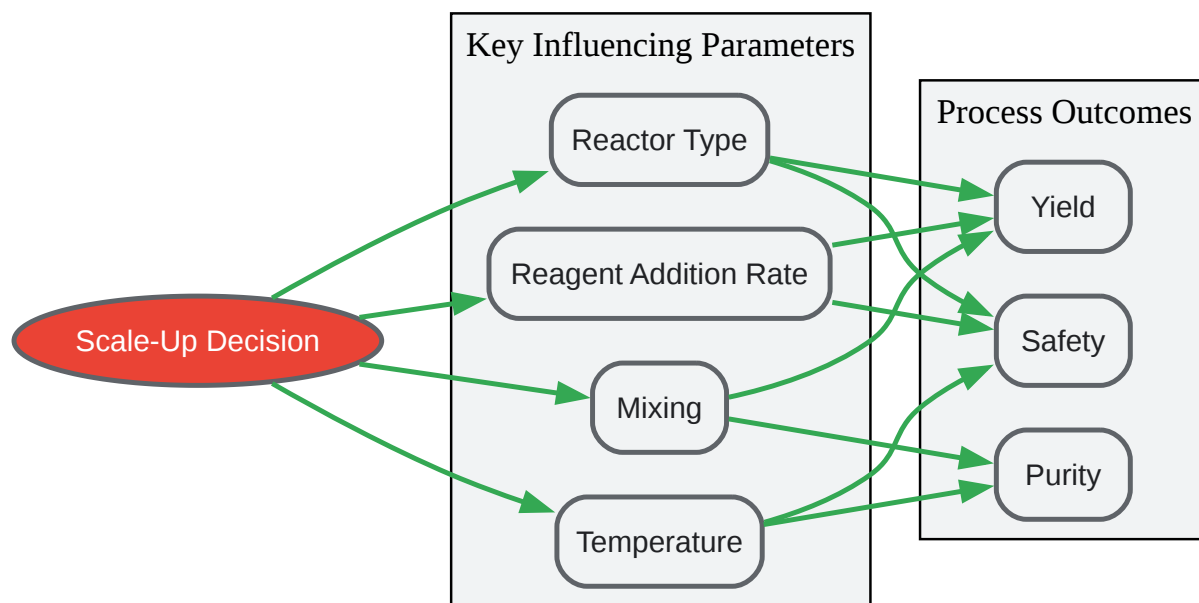 Key Influencing Parameters
Process Outcomes
Reactor Type
Yield
Reagent Addition Rate
Scale-Up Decision
Safety
Mixing
Purity
Temperature